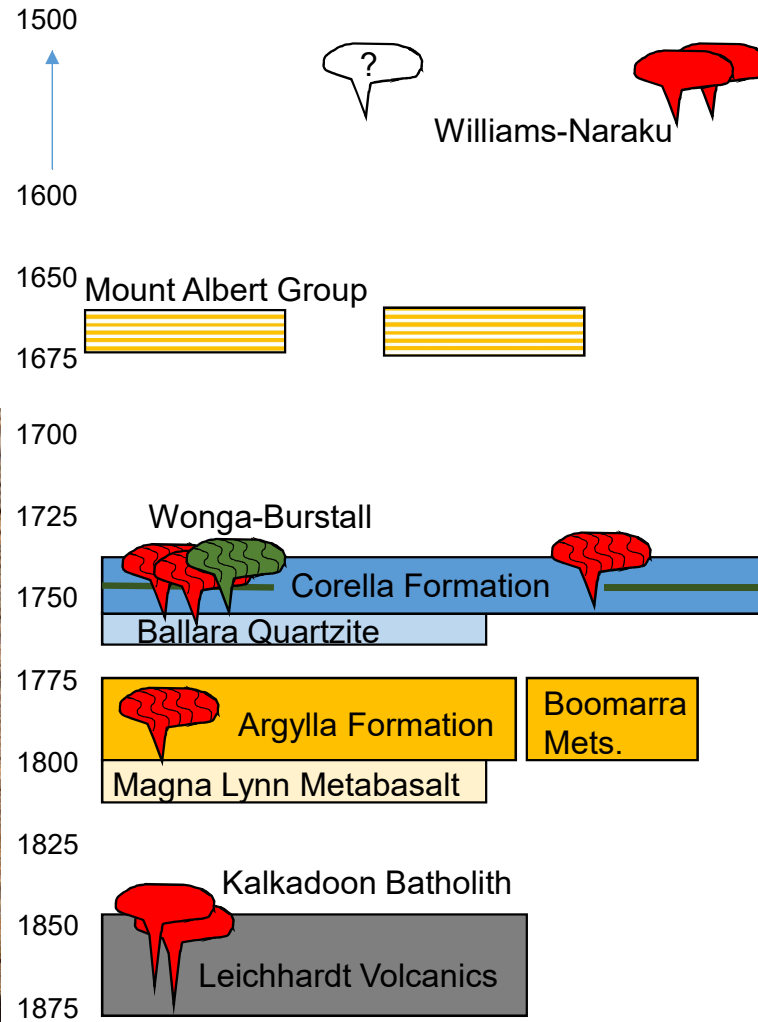 1500
?
Williams-Naraku
1600
1650
Mount Albert Group
1675
1700
1725
Wonga-Burstall
Corella Formation
1750
Ballara Quartzite
1775
Argylla Formation
Boomarra
Mets.
1800
Magna Lynn Metabasalt
1825
Kalkadoon Batholith
1850
Leichhardt Volcanics
1875